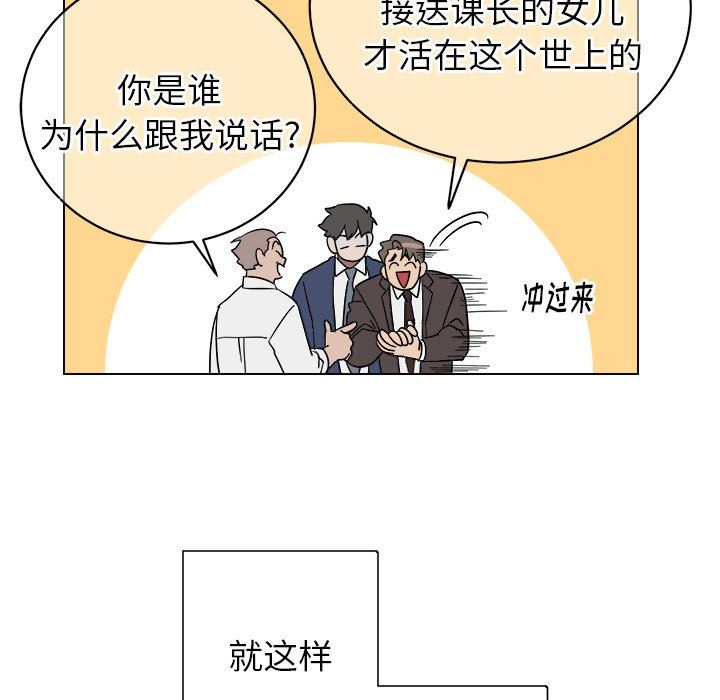 接送课长的女儿
才活在这个世上的
你是谁
为什么跟我说话?
冲过来
就这样